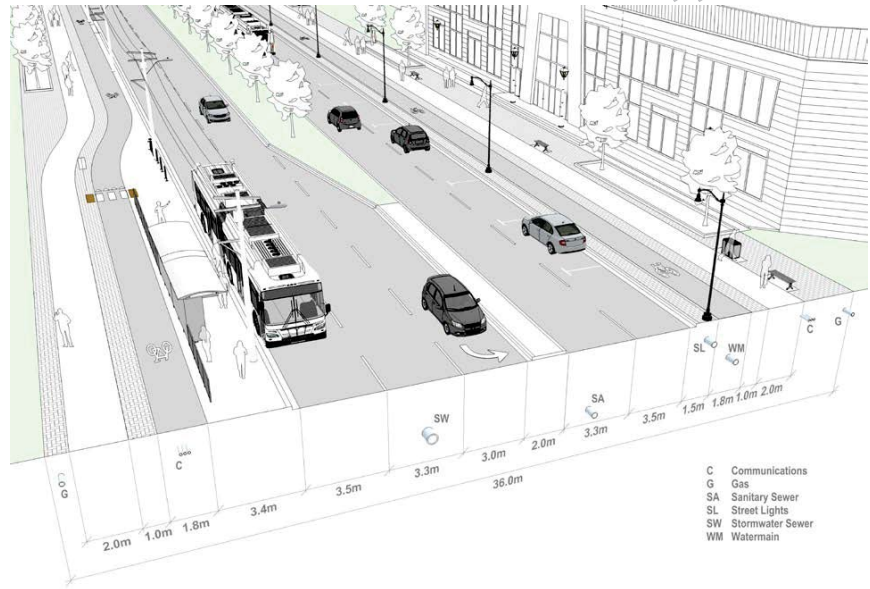 SL
WM
C
G
SW
SA
C
G
2.0m
1.0m
1.8m
3.4m
3.5m
3.3m
3.0m
2.0m
3.3m
3.5m
1.5m
1.8m
1.0m
2.0m
36.0m
C Communications
G Gas
SA Sanitary Sewer
SL Street Lights
SW Stormwater Sewer
WM Watermain